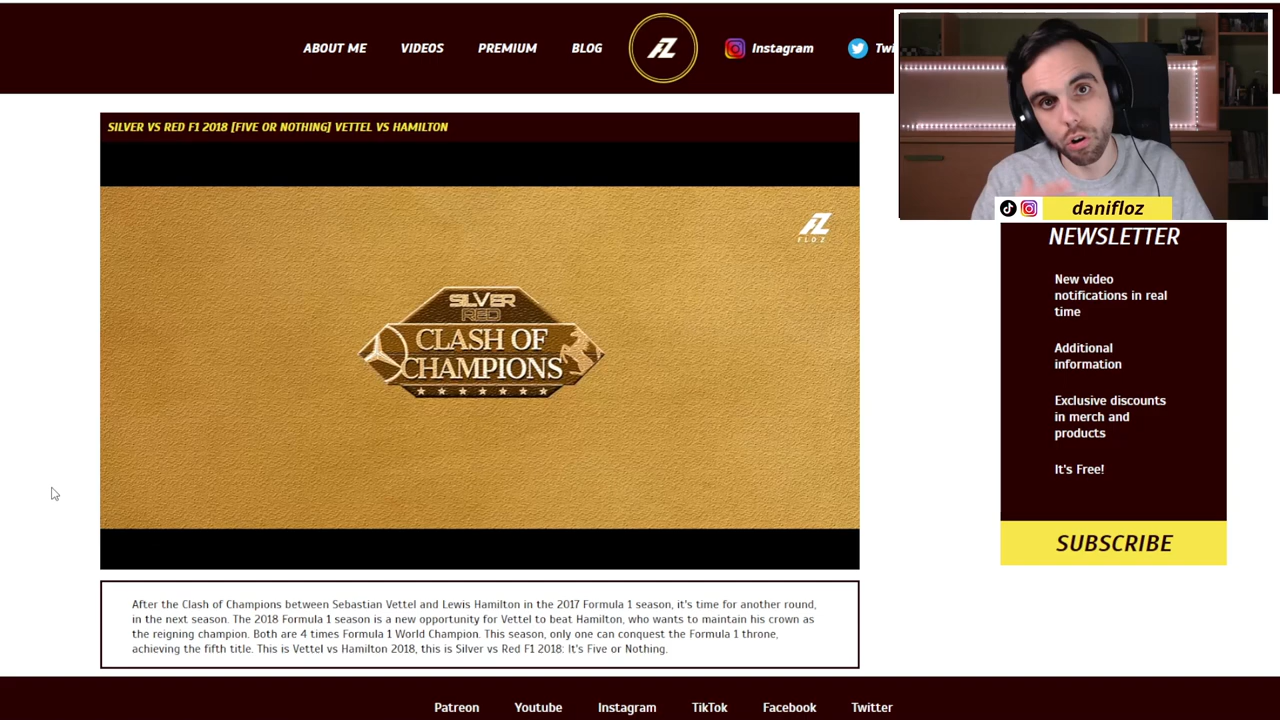 ABOUT ME VIDEOS PREMIUM BLOG FZ Instagram
SILVER VS RED F1 2018 [FIVE OR NOTHING] VETTEL VS HAMILTON
FLOZ
SILVER
RED
CLASH OF
CHAMPIONS
danifloz
NEWSLETTER
New video
notifications in real
time
Additional
information
Exclusive discounts
in merch and
products
It's Free!
SUBSCRIBE
After the Clash of Champions between Sebastian Vettel and Lewis Hamilton in the 2017 Formula 1 season, it's time for another round,
in the next season. The 2018 Formula 1 season is a new opportunity for Vettel to beat Hamilton, who wants to maintain his crown as
the reigning champion. Both are 4 times Formula 1 World Champion. This season, only one can conquest the Formula 1 throne,
achieving the fifth title. This is Vettel vs Hamilton 2018, this is Silver vs Red F1 2018: It's Five or Nothing.
Patreon Youtube Instagram TikTok Facebook Twitter